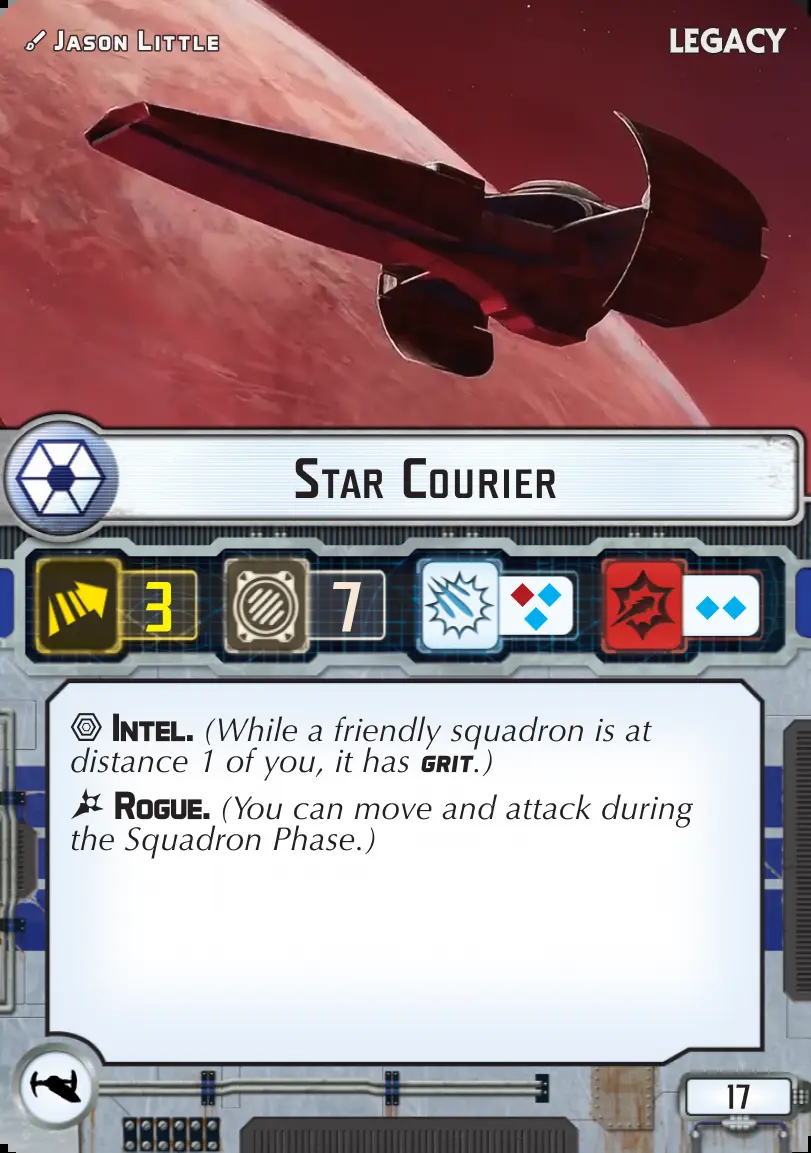 Jason Little
LEGACY
Star Courier
3
7
Intel. (While a friendly squadron is at
distance 1 of you, it has GRIT.)
Rogue. (You can move and attack during
the Squadron Phase.)
17